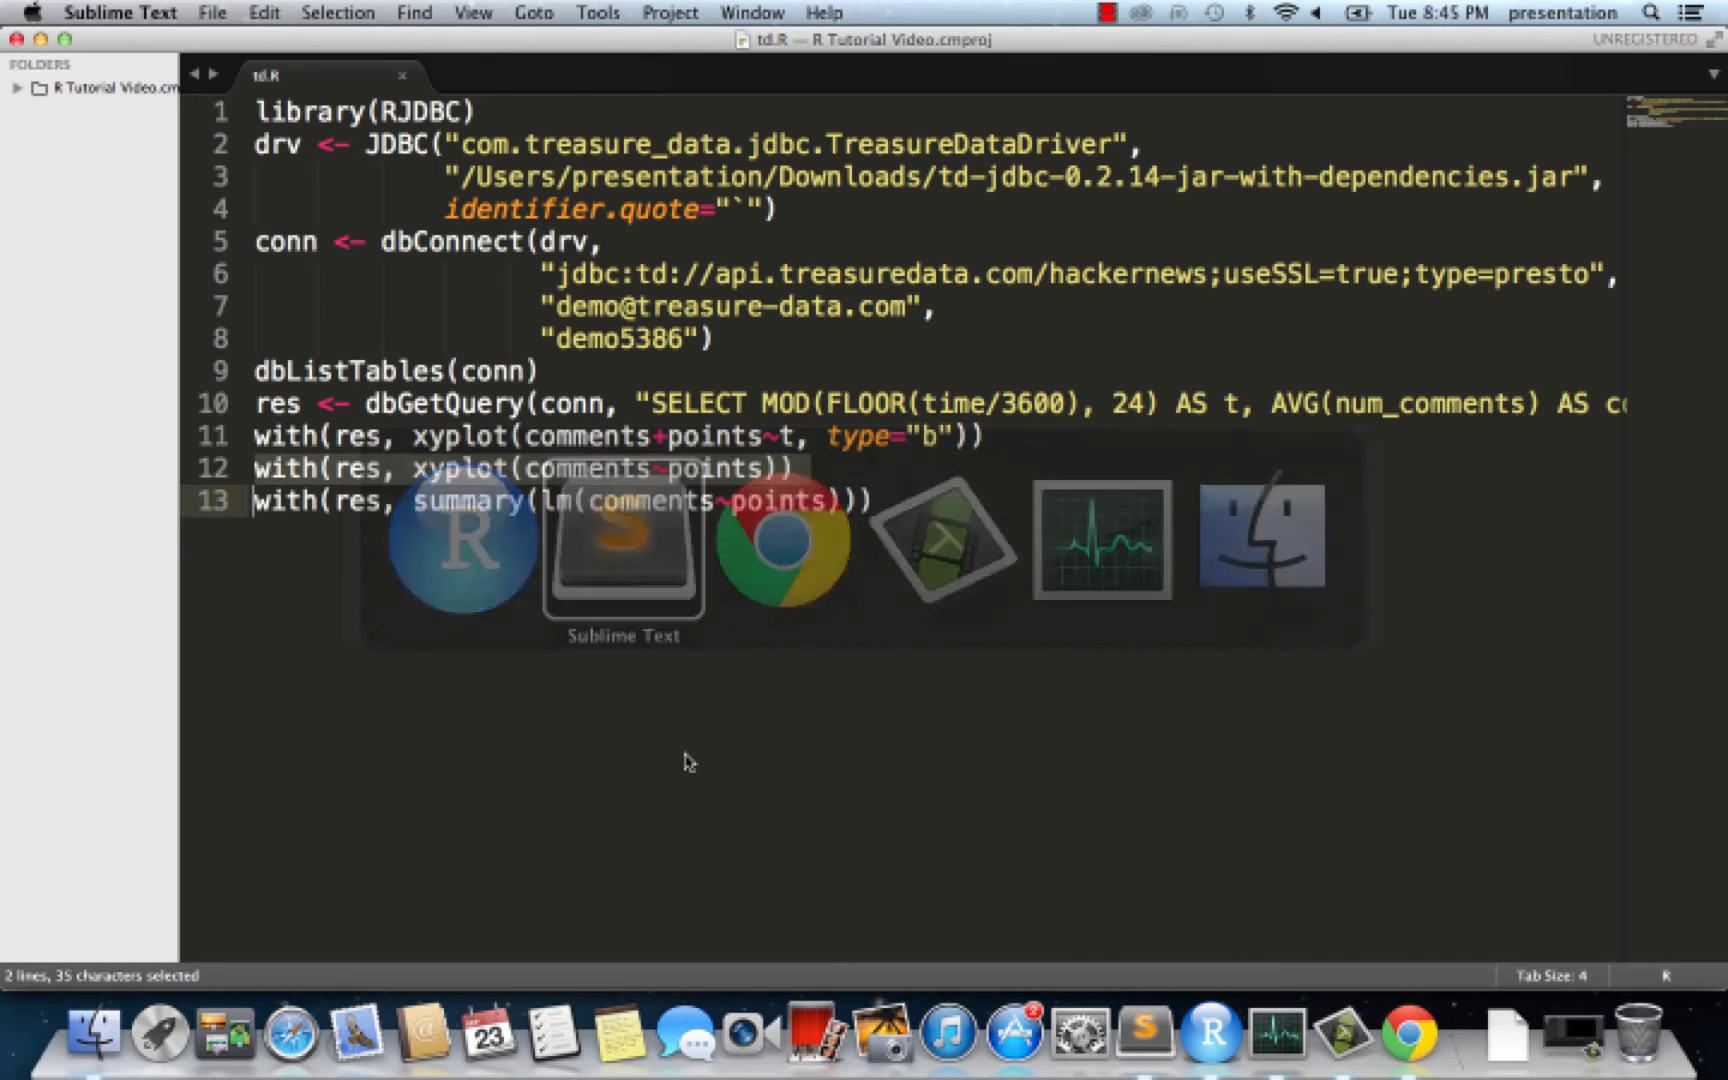 Sublime Text File Edit Selection Find View Goto Tools Project Window Help Tue 8:45 PM presentation
td.R — R Tutorial Video.cmproj UNREGISTERED
FOLDERS
R Tutorial Video.cm
td.R
1 library(RJDBC)
2 drv <- JDBC("com.treasure_data.jdbc.TreasureDataDriver",
3 "/Users/presentation/Downloads/td-jdbc-0.2.14-jar-with-dependencies.jar",
4 identifier.quote="`")
5 conn <- dbConnect(drv,
6 "jdbc:td://api.treasuredata.com/hackernews;useSSL=true;type=presto",
7 "demo@treasure-data.com",
8 "demo5386")
9 dbListTables(conn)
10 res <- dbGetQuery(conn, "SELECT MOD(FLOOR(time/3600), 24) AS t, AVG(num_comments) AS co
11 with(res, xyplot(comments+points~t, type="b"))
12 with(res, xyplot(comments~points))
13 with(res, summary(lm(comments~points)))
R S
Sublime Text
2 lines, 35 characters selected Tab Size: 4 R
23 2 S R